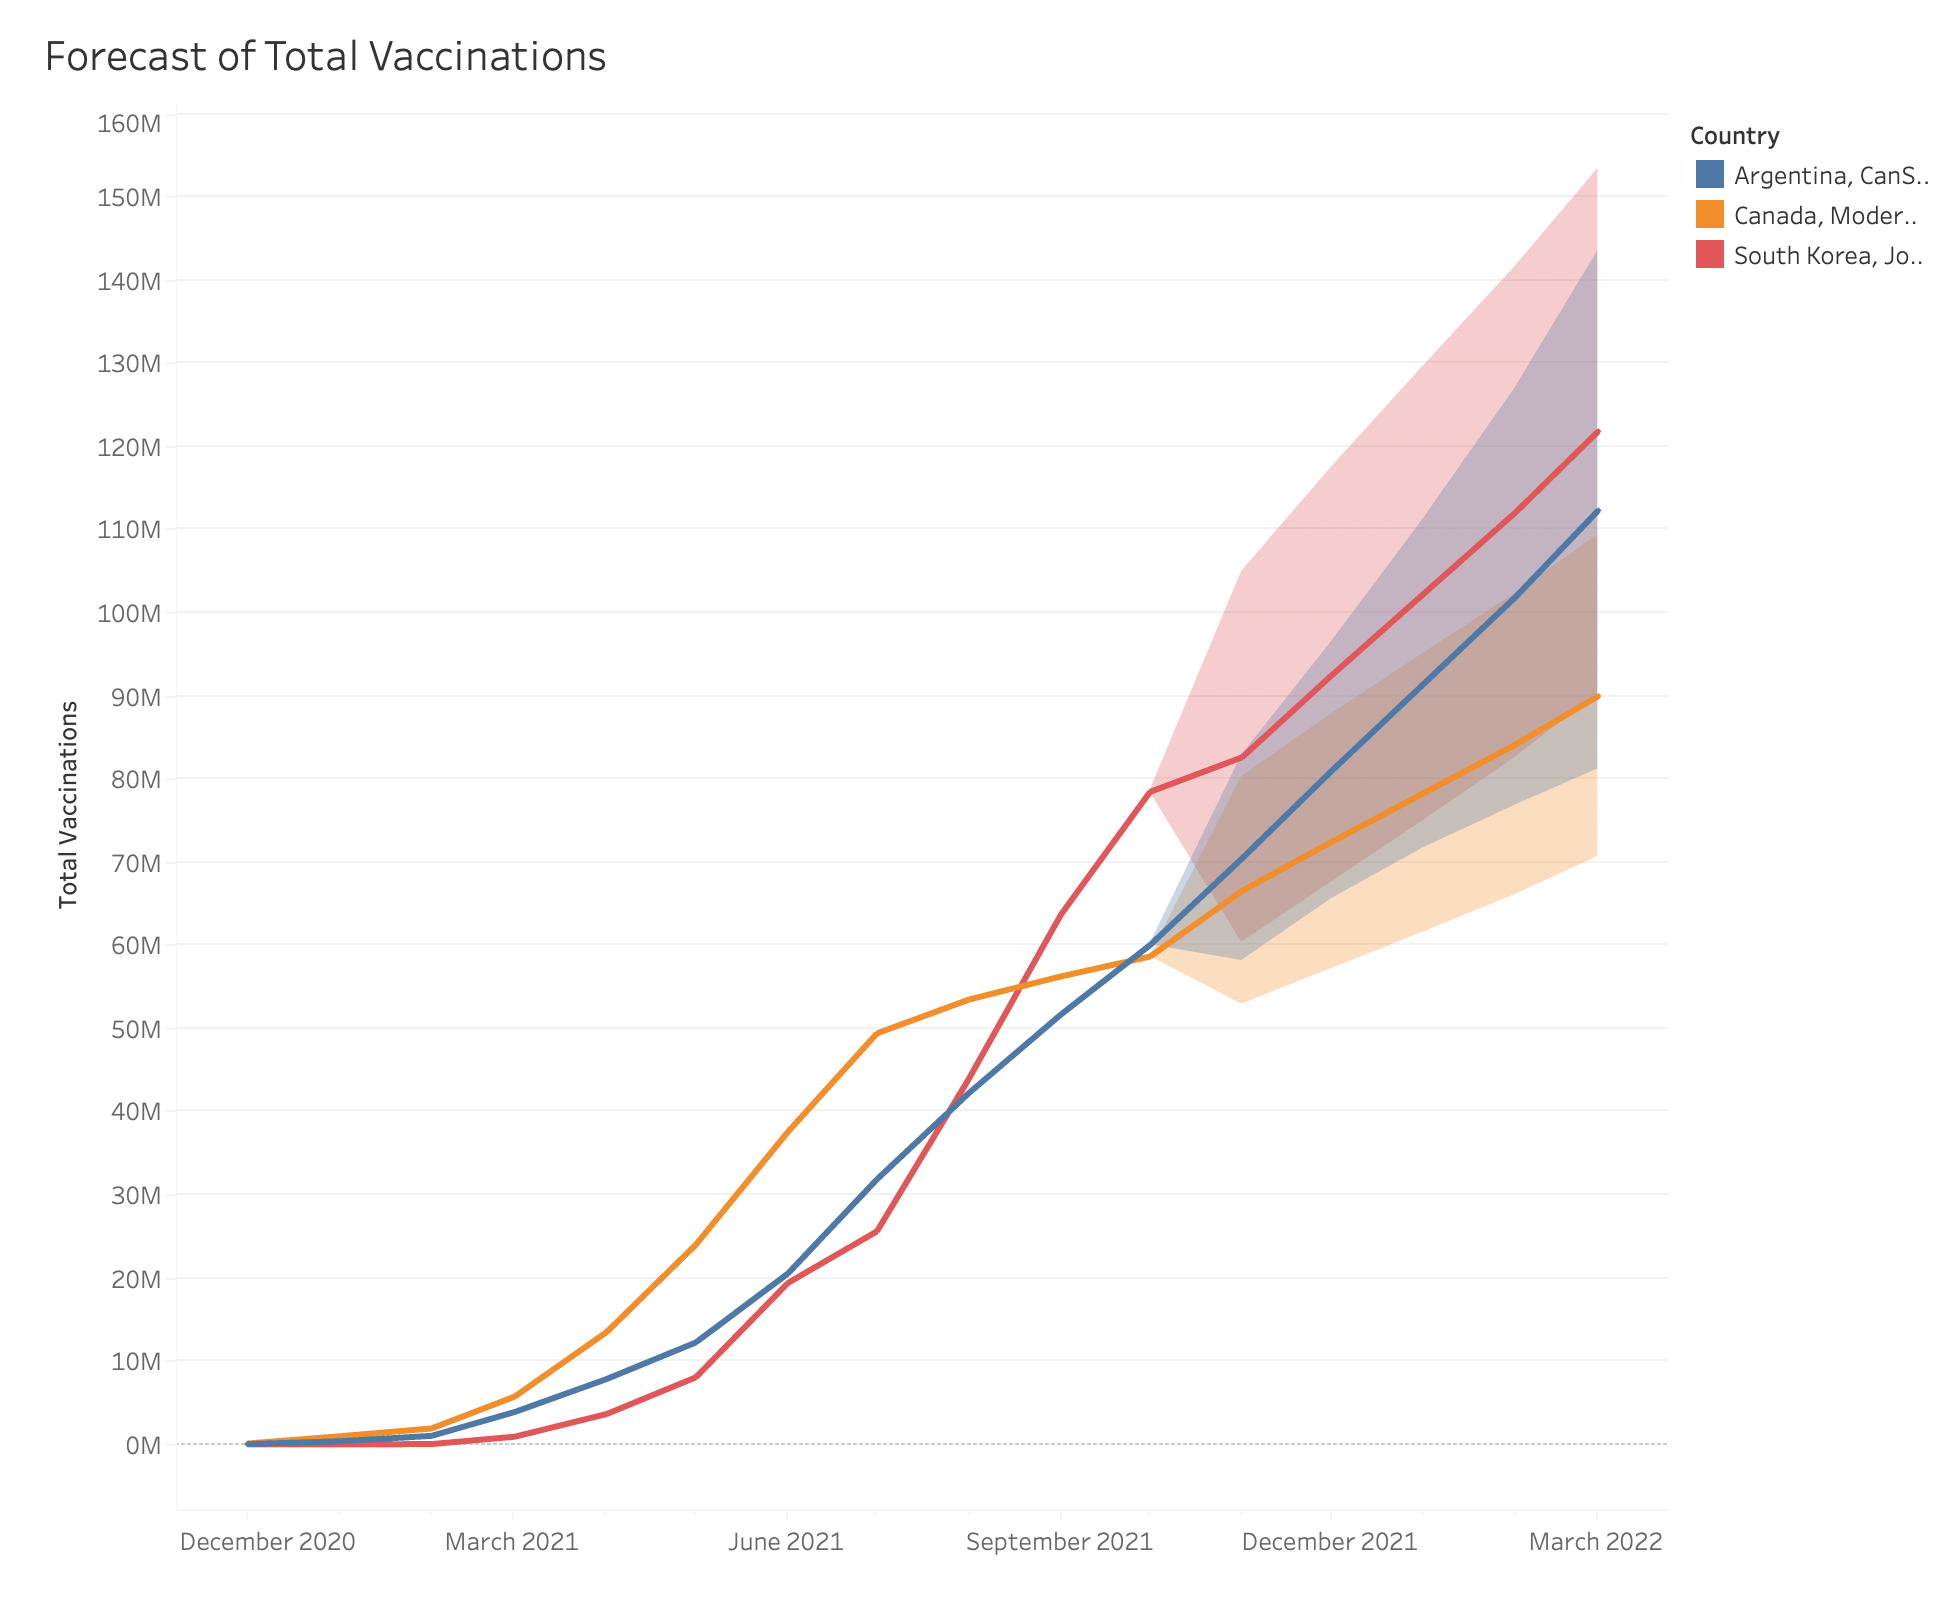 Forecast of Total Vaccinations
160M
150M
140M
130M
120M
110M
100M
90M
80M
70M
60M
50M
40M
30M
20M
10M
0M
Total Vaccinations
December 2020
March 2021
June 2021
September 2021
December 2021
March 2022
Country
Argentina, CanS..
Canada, Moder..
South Korea, Jo..